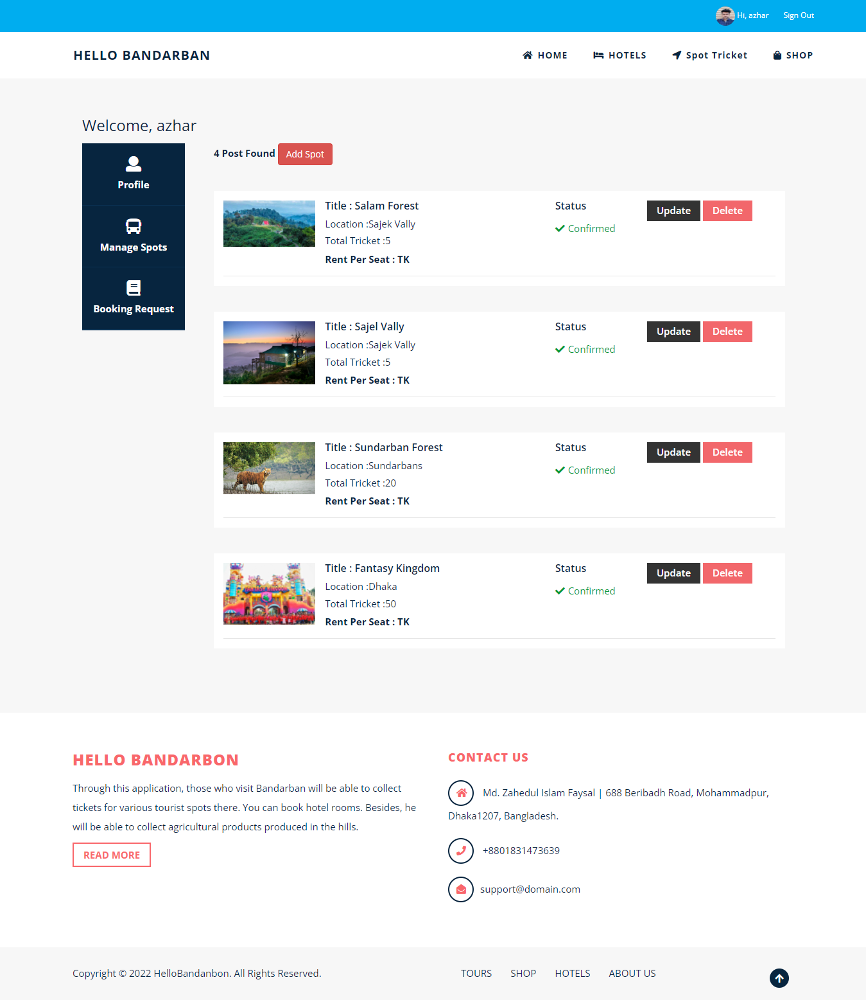 Hi, azhar Sign Out
HELLO BANDARBAN HOME HOTELS Spot Tricket SHOP
Welcome, azhar
Profile
Manage Spots
Booking Request
4 Post Found Add Spot
Title : Salam Forest
Location :Sajek Vally
Total Tricket :5
Rent Per Seat : TK
Status
Confirmed
Update Delete
Title : Sajel Vally
Location :Sajek Vally
Total Tricket :5
Rent Per Seat : TK
Status
Confirmed
Update Delete
Title : Sundarban Forest
Location :Sundarbans
Total Tricket :20
Rent Per Seat : TK
Status
Confirmed
Update Delete
Title : Fantasy Kingdom
Location :Dhaka
Total Tricket :50
Rent Per Seat : TK
Status
Confirmed
Update Delete
HELLO BANDARBON
Through this application, those who visit Bandarban will be able to collect
tickets for various tourist spots there. You can book hotel rooms. Besides, he
will be able to collect agricultural products produced in the hills.
READ MORE
CONTACT US
Md. Zahedul Islam Faysal | 688 Beribadh Road, Mohammadpur,
Dhaka1207, Bangladesh.
+8801831473639
support@domain.com
Copyright © 2022 HelloBandanbon. All Rights Reserved.
TOURS SHOP HOTELS ABOUT US